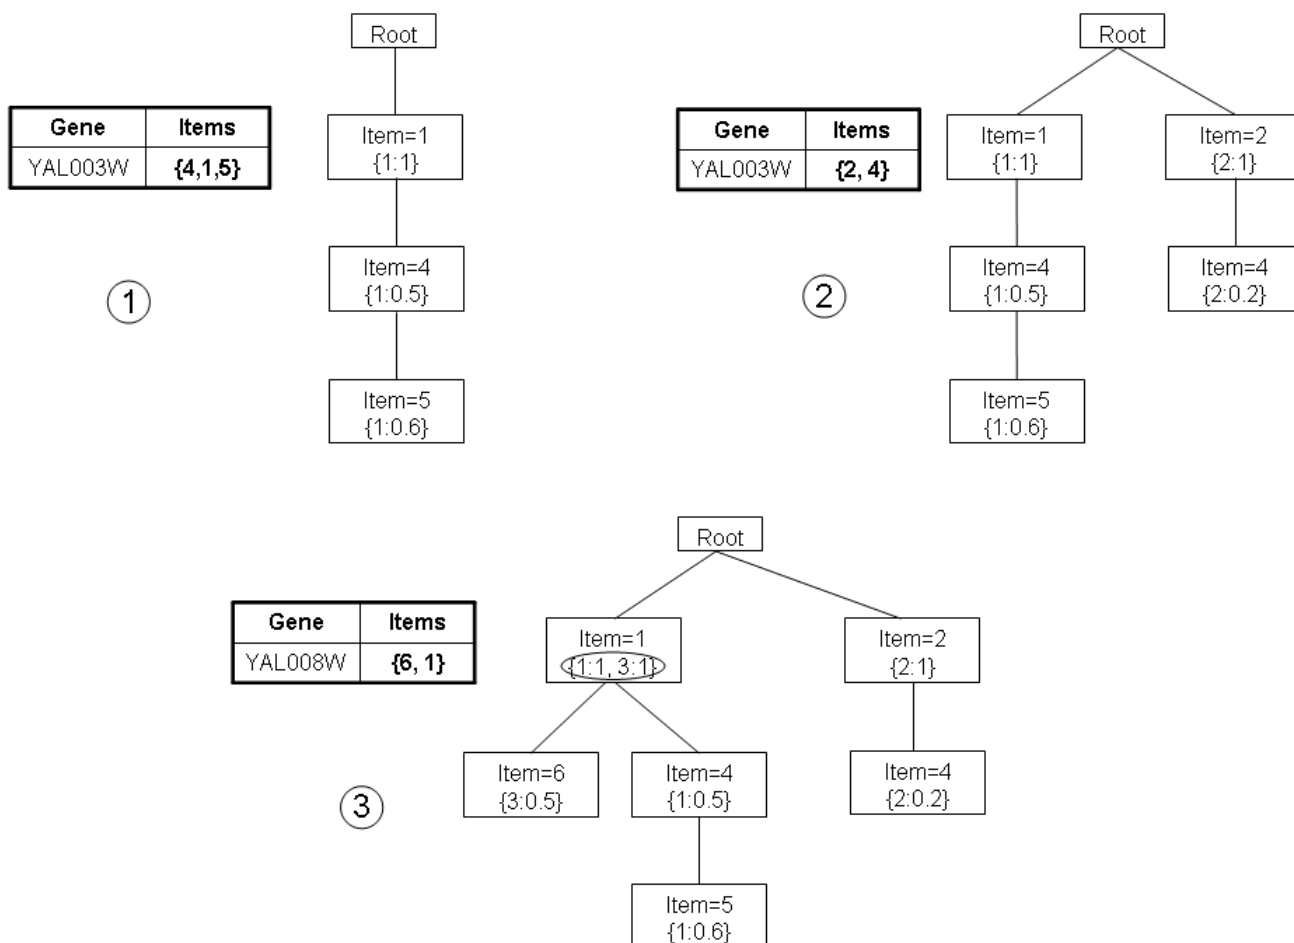 Root
Gene Items
YAL003W {4,1,5}
Item=1
{1:1}
Item=4
{1:0.5}
Item=5
{1:0.6}
1
Root
Gene Items
YAL003W {2, 4}
Item=1
{1:1}
Item=2
{2:1}
Item=4
{1:0.5}
Item=4
{2:0.2}
Item=5
{1:0.6}
2
Root
Gene Items
YAL008W {6, 1}
Item=1
{1:1, 3:1}
Item=2
{2:1}
Item=6
{3:0.5}
Item=4
{1:0.5}
Item=4
{2:0.2}
Item=5
{1:0.6}
3